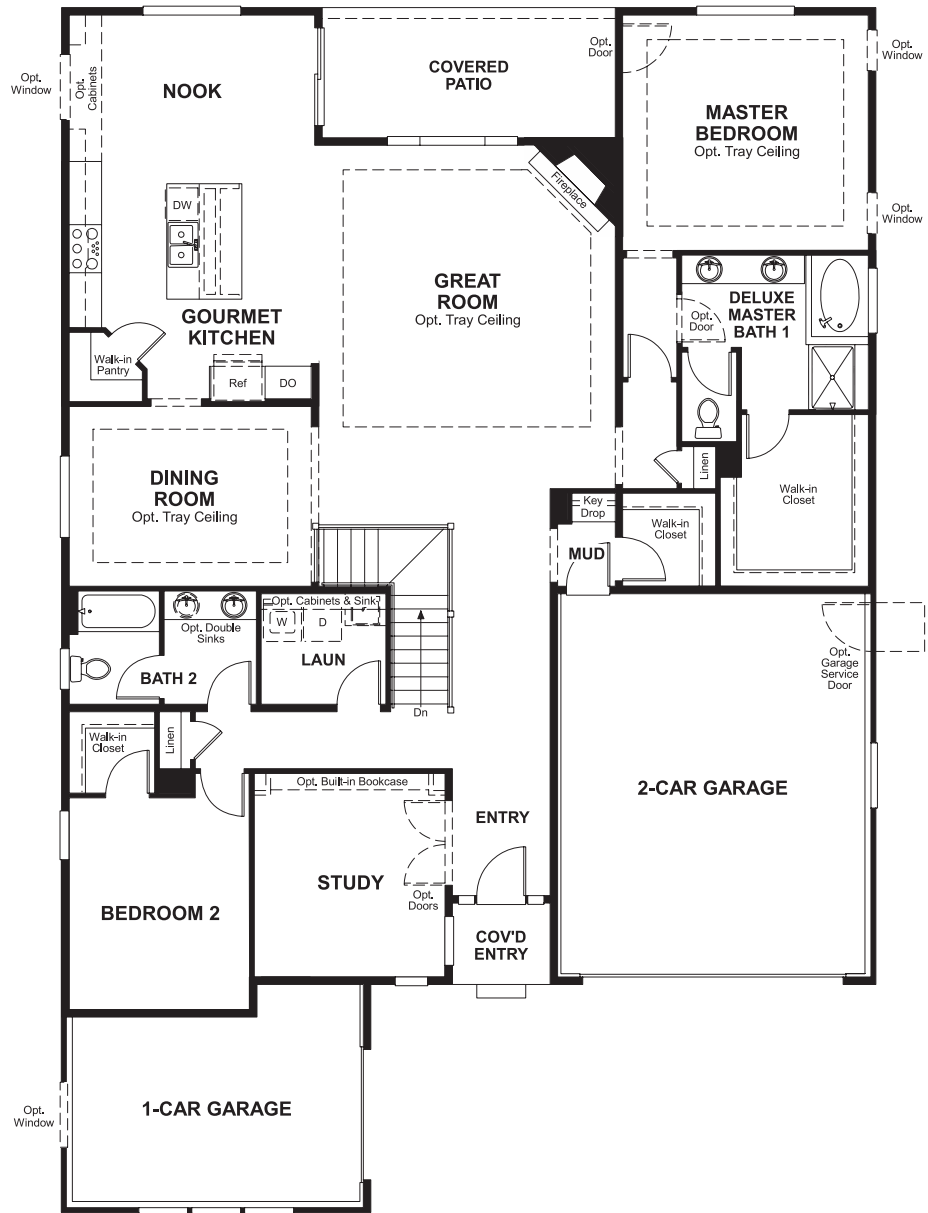 Opt.
Window
Opt.
Cabinets
NOOK
COVERED
PATIO
Opt.
Door
MASTER
BEDROOM
Opt. Tray Ceiling
Opt.
Window
Opt.
Window
DW
Fireplace
GREAT
ROOM
Opt. Tray Ceiling
GOURMET
KITCHEN
Walk-in
Pantry
Ref
DO
Opt.
Door
DELUXE
MASTER
BATH 1
DINING
ROOM
Opt. Tray Ceiling
Linen
Walk-in
Closet
Key
Drop
MUD
Walk-in
Closet
Opt. Double
Sinks
BATH 2
Opt. Cabinets & Sink
W
D
LAUN
Dn
Opt.
Garage
Service
Door
Walk-in
Closet
Linen
Opt. Built-in Bookcase
ENTRY
2-CAR GARAGE
STUDY
Opt.
Doors
BEDROOM 2
COV'D
ENTRY
1-CAR GARAGE
Opt.
Window